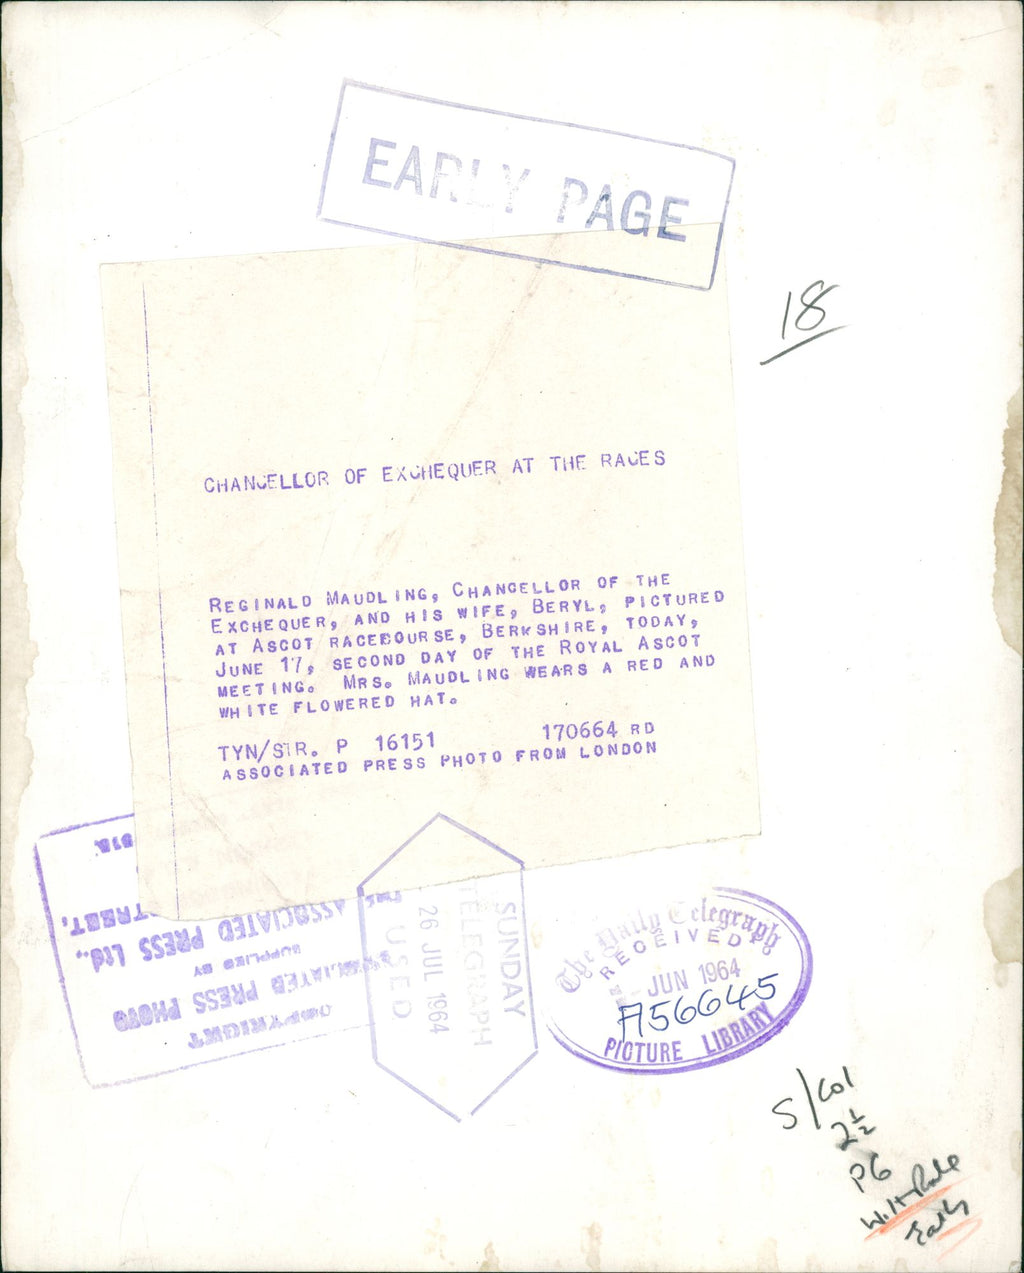 EARLY PAGE
18
CHANCELLOR OF EXCHEQUER AT THE RACES
REGINALD MAUDLING, CHANCELLOR OF THE
EXCHEQUER, AND HIS WIFE, BERYL, PICTURED
AT ASCOT RACEBOURSE, BERKSHIRE, TODAY,
JUNE 17, SECOND DAY OF THE ROYAL ASCOT
MEETING. MRS. MAUDLING WEARS A RED AND
WHITE FLOWERED HAT.
TYN/STR. P 16151 170664 RD
ASSOCIATED PRESS PHOTO FROM LONDON
COPYRIGHT
ASSOCIATED PRESS PHOTO
SUPPLIED BY
THE ASSOCIATED PRESS Ltd.,
SUNDAY
TELEGRAPH
26 JUL 1964
USED
The Daily Telegraph
RECEIVED
JUN 1964
A56645
PICTURE LIBRARY
S/Col
2½
P6
Early